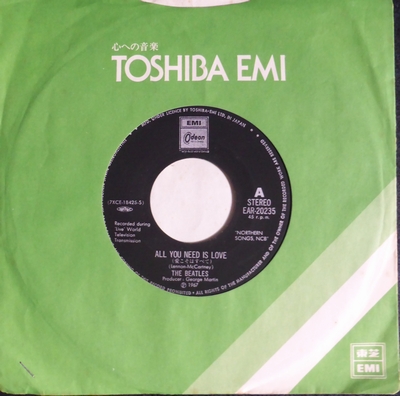 心への音楽
TOSHIBA EMI
EMI
Odeon
A
STEREO
EAR-20235
45 r.p.m.
(7XCE-18425-S)
Recorded during
'live' World
Television
Transmission
"NORTHERN
SONGS, NCB"
ALL YOU NEED IS LOVE
(愛こそはすべて)
(Lennon-McCartney)
THE BEATLES
Producer: George Martin
℗ 1967
東芝
EMI